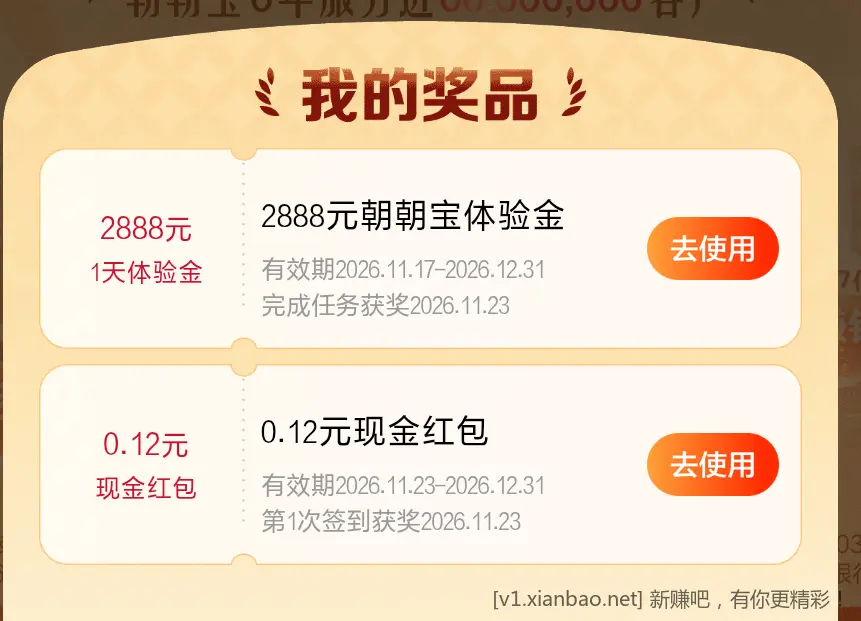 我的奖品
2888元
1天体验金
2888元朝朝宝体验金
有效期2026.11.17-2026.12.31
完成任务获奖2026.11.23
去使用
0.12元
现金红包
0.12元现金红包
有效期2026.11.23-2026.12.31
第1次签到获奖2026.11.23
去使用
[v1.xianbao.net] 新赚吧，有你更精彩！